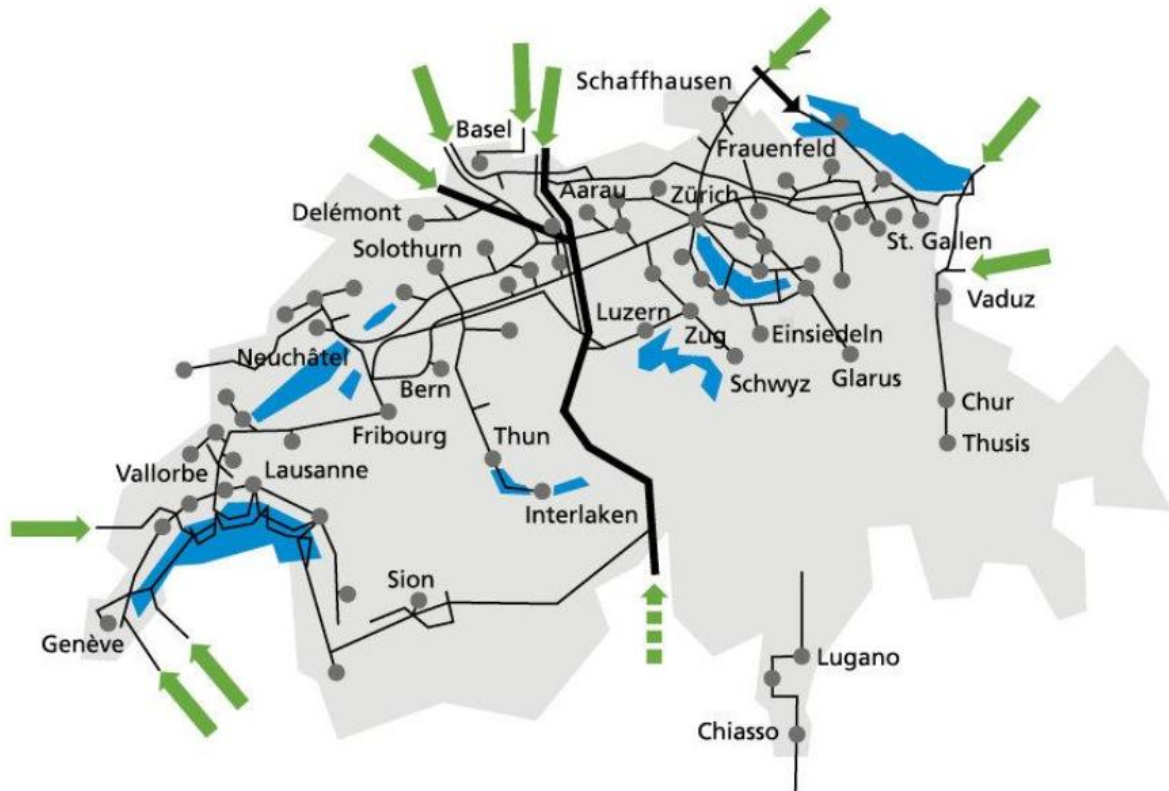 Schaffhausen
Basel
Frauenfeld
Aarau
Zürich
Delémont
Solothurn
St. Gallen
Vaduz
Luzern
Zug
Einsiedeln
Neuchâtel
Bern
Schwyz
Glarus
Chur
Fribourg
Thun
Thusis
Vallorbe
Lausanne
Interlaken
Sion
Genève
Lugano
Chiasso